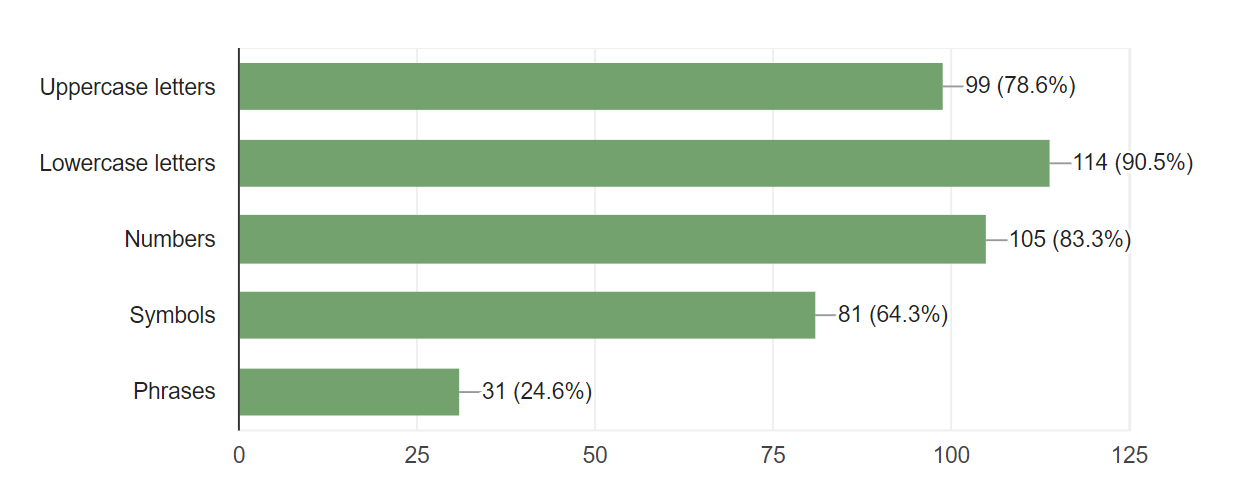 Uppercase letters 99 (78.6%)
Lowercase letters 114 (90.5%)
Numbers 105 (83.3%)
Symbols 81 (64.3%)
Phrases 31 (24.6%)
0 25 50 75 100 125